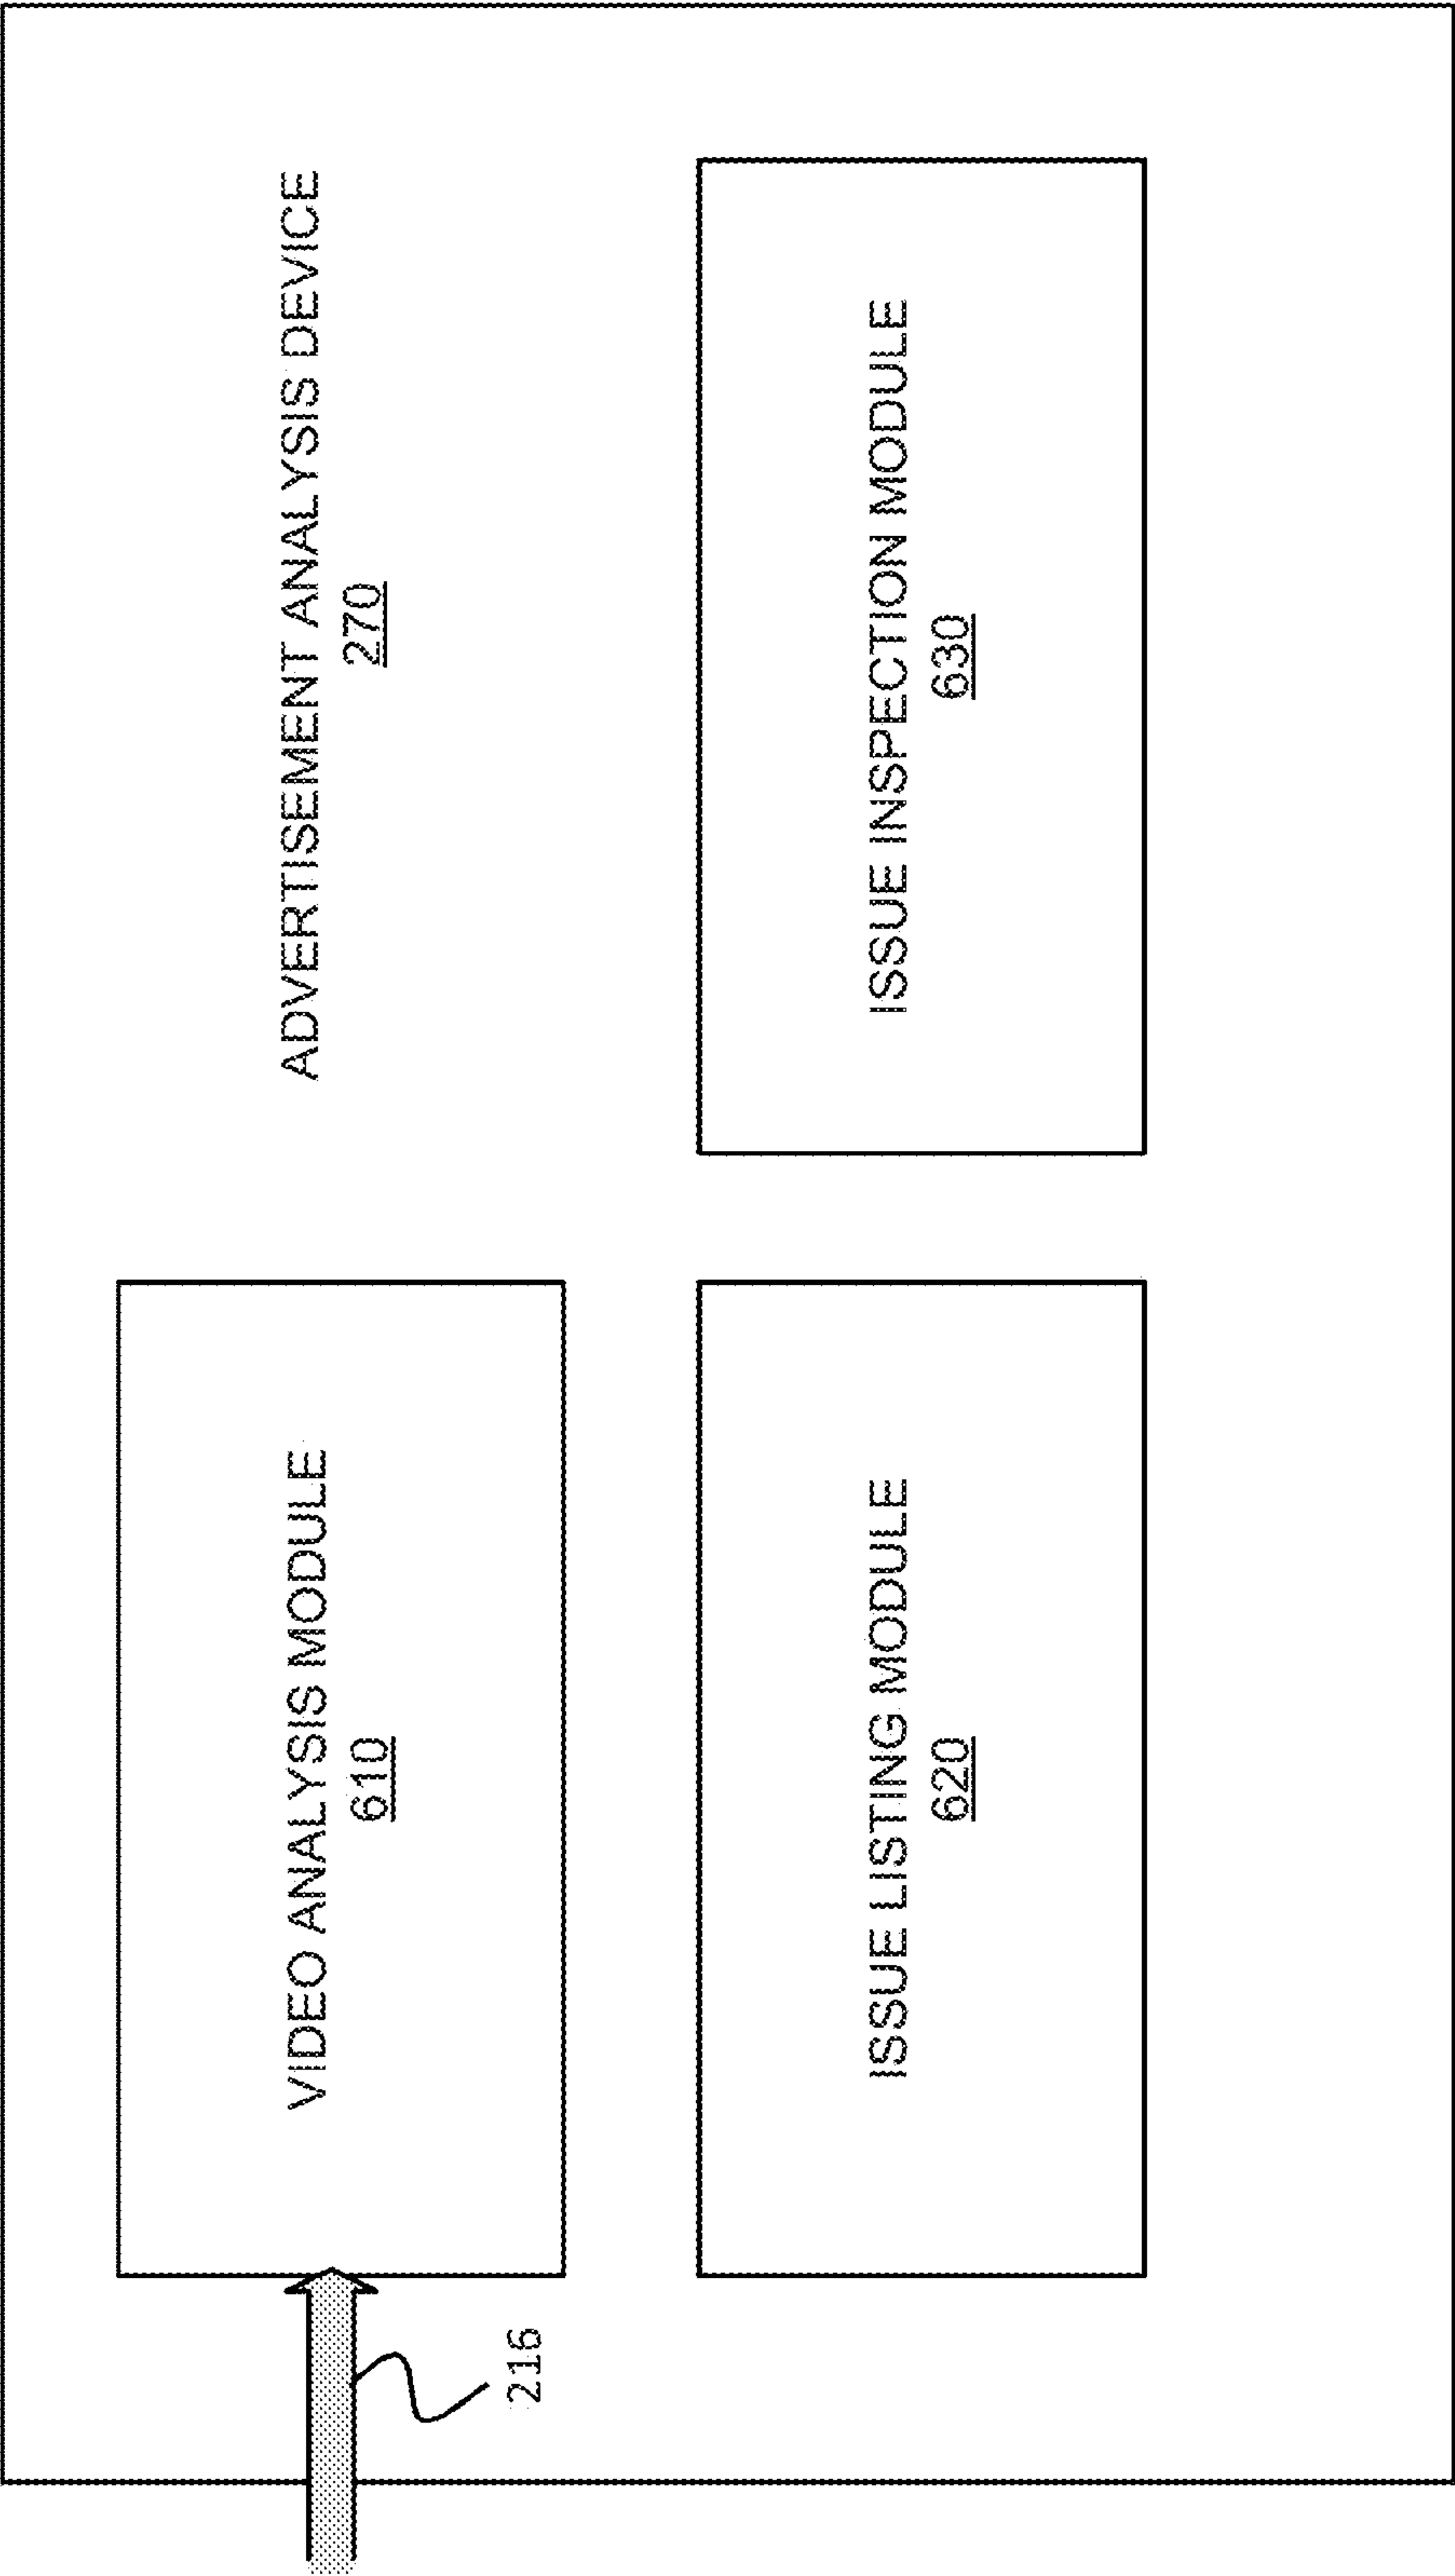 VIDEO ANALYSIS MODULE
610
ADVERTISEMENT ANALYSIS DEVICE
270
216
ISSUE LISTING MODULE
620
ISSUE INSPECTION MODULE
630